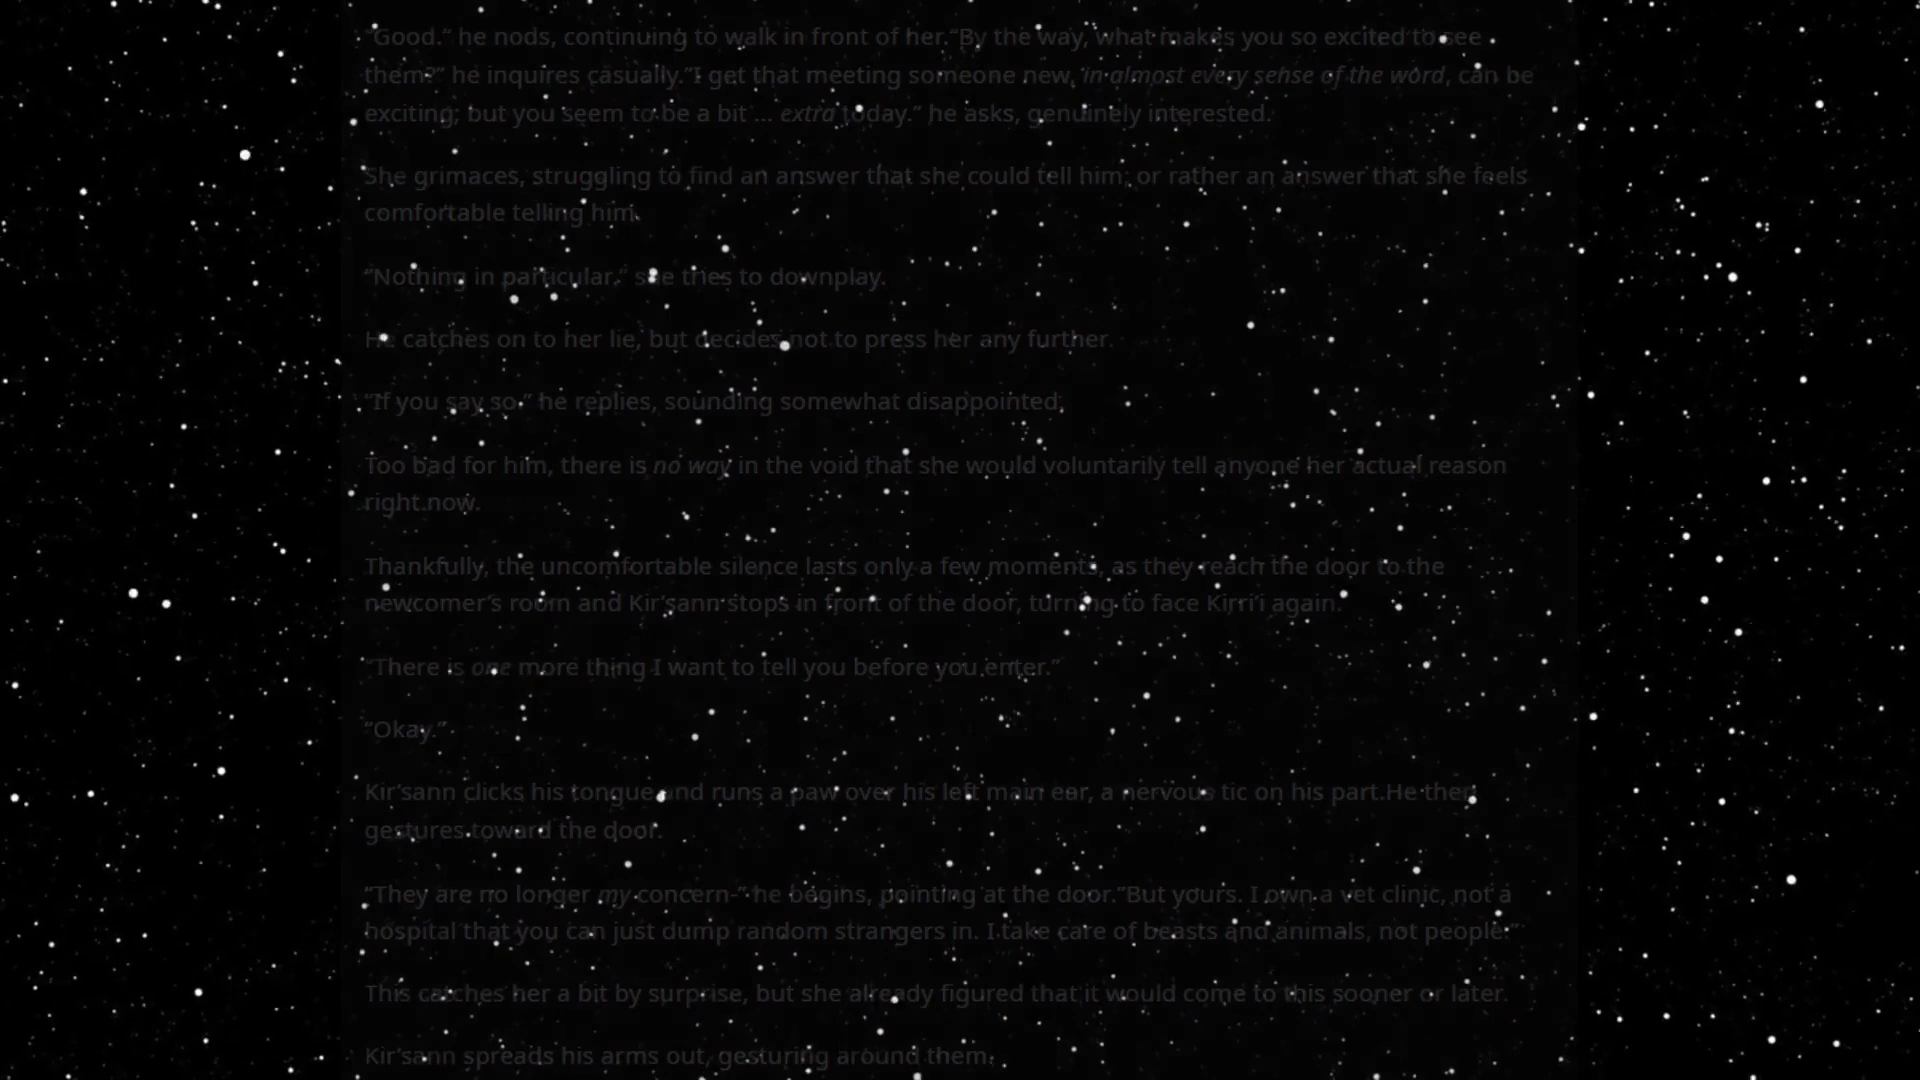 “Good.“ he nods, continuing to walk in front of her.“By the way, what makes you so excited to see
them?” he inquires casually.”I get that meeting someone new, in almost every sense of the word, can be
exciting; but you seem to be a bit ... extra today.” he asks, genuinely interested.
She grimaces, struggling to find an answer that she could tell him; or rather an answer that she feels
comfortable telling him.
“Nothing in particular.” she tries to downplay.
He catches on to her lie, but decides not to press her any further.
“If you say so.” he replies, sounding somewhat disappointed.
Too bad for him, there is no way in the void that she would voluntarily tell anyone her actual reason
right now.
Thankfully, the uncomfortable silence lasts only a few moments, as they reach the door to the
newcomer’s room and Kir’sann stops in front of the door, turning to face Kirri’i again.
“There is one more thing I want to tell you before you enter.”
“Okay.”
Kir’sann clicks his tongue and runs a paw over his left main ear, a nervous tic on his part.He then
gestures toward the door.
“They are no longer my concern-” he begins, pointing at the door.”But yours. I own a vet clinic, not a
hospital that you can just dump random strangers in. I take care of beasts and animals, not people!”
This catches her a bit by surprise, but she already figured that it would come to this sooner or later.
Kir’sann spreads his arms out, gesturing around them.